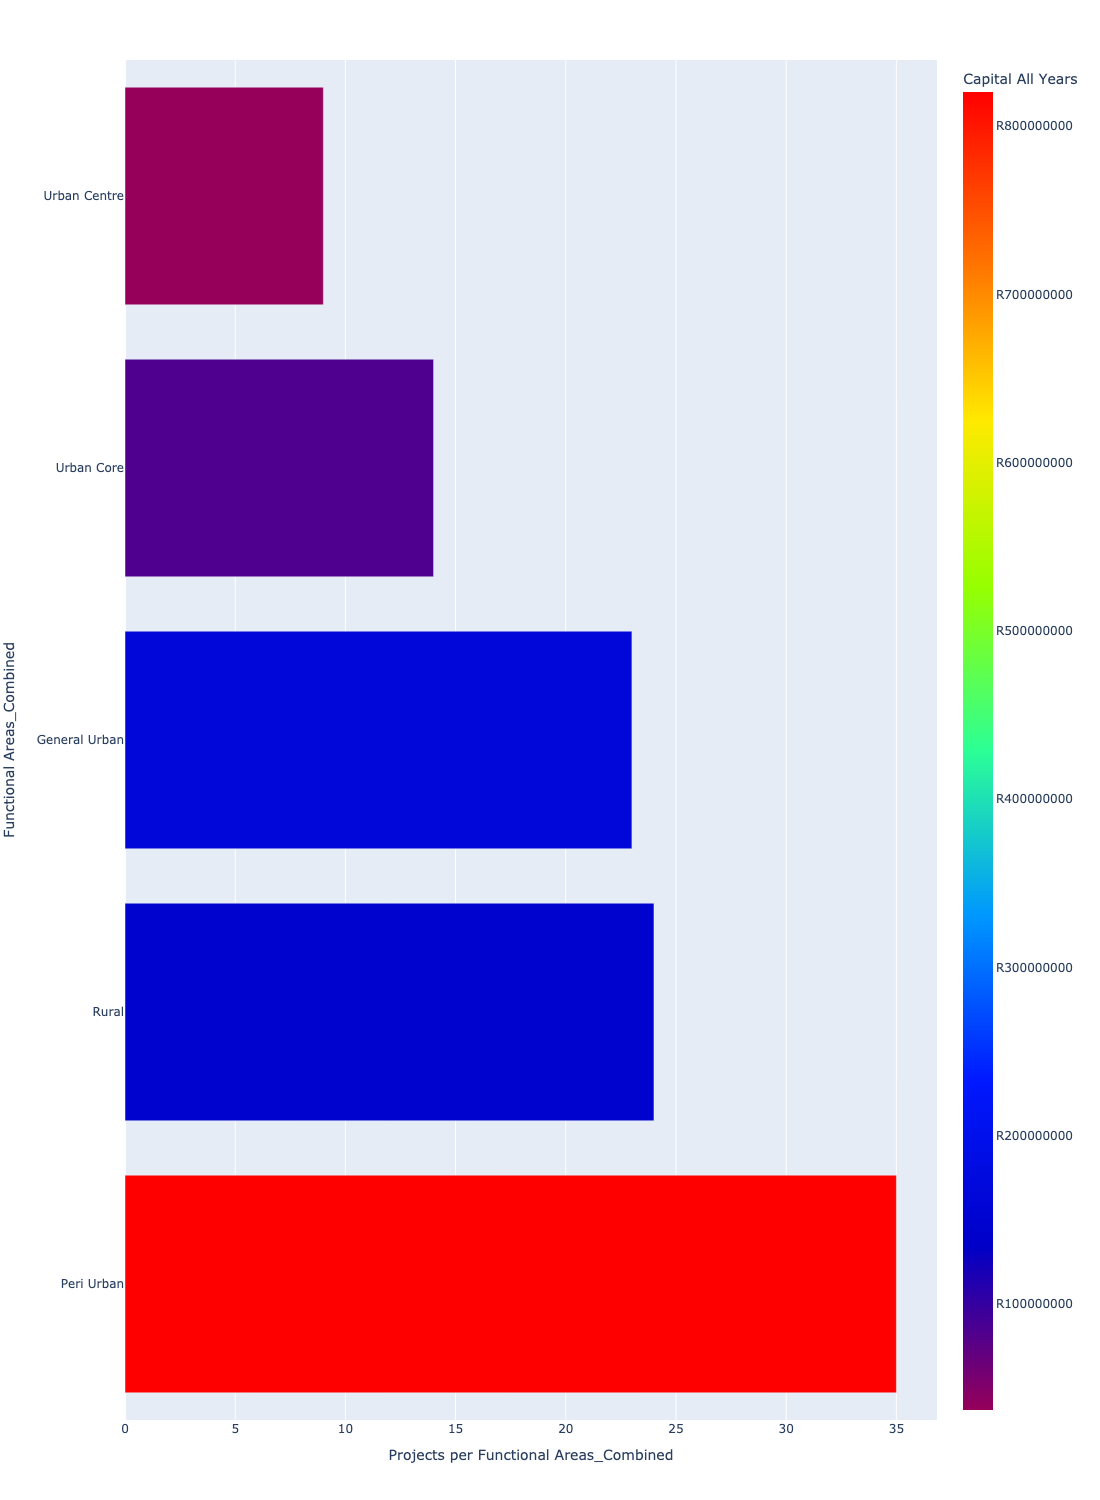 Capital All Years
R800000000
R700000000
R600000000
R500000000
R400000000
R300000000
R200000000
R100000000
Urban Centre
Urban Core
General Urban
Rural
Peri Urban
Functional Areas_Combined
0 5 10 15 20 25 30 35
Projects per Functional Areas_Combined